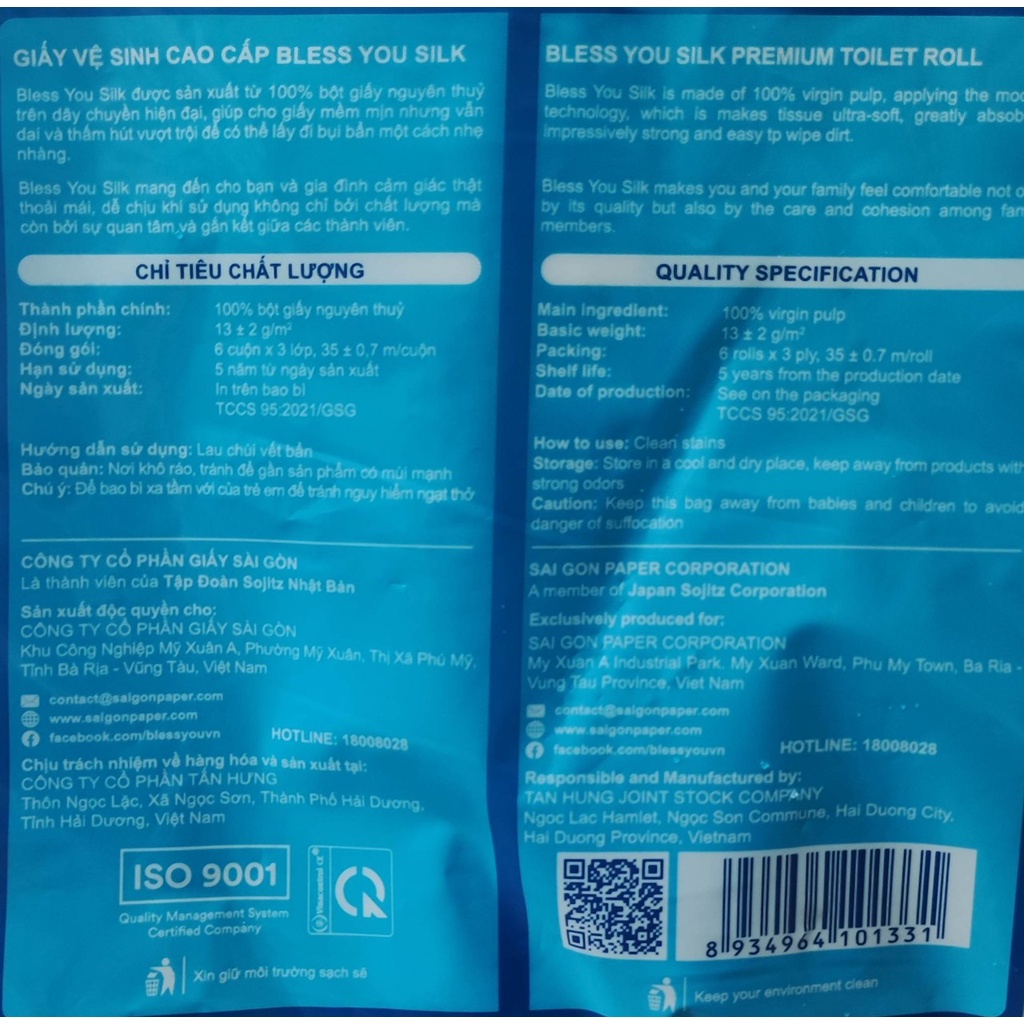 GIẤY VỆ SINH CAO CẤP BLESS YOU SILK
Bless You Silk được sản xuất từ 100% bột giấy nguyên thuỷ
trên dây chuyền hiện đại, giúp cho giấy mềm mịn nhưng vẫn
dai và thấm hút vượt trội để có thể lấy đi bụi bẩn một cách nhẹ
nhàng.
Bless You Silk mang đến cho bạn và gia đình cảm giác thật
thoải mái, dễ chịu khi sử dụng không chỉ bởi chất lượng mà
còn bởi sự quan tâm và gắn kết giữa các thành viên.
CHỈ TIÊU CHẤT LƯỢNG
Thành phần chính: 100% bột giấy nguyên thuỷ
Định lượng: 13 ± 2 g/m²
Đóng gói: 6 cuộn x 3 lớp, 35 ± 0,7 m/cuộn
Hạn sử dụng: 5 năm từ ngày sản xuất
Ngày sản xuất: In trên bao bì
TCCS 95:2021/GSG
Hướng dẫn sử dụng: Lau chùi vết bẩn
Bảo quản: Nơi khô ráo, tránh để gần sản phẩm có mùi mạnh
Chú ý: Để bao bì xa tầm với của trẻ em để tránh nguy hiểm ngạt thở
CÔNG TY CỔ PHẦN GIẤY SÀI GÒN
Là thành viên của Tập Đoàn Sojitz Nhật Bản
Sản xuất độc quyền cho:
CÔNG TY CỔ PHẦN GIẤY SÀI GÒN
Khu Công Nghiệp Mỹ Xuân A, Phường Mỹ Xuân, Thị Xã Phú Mỹ,
Tỉnh Bà Rịa - Vũng Tàu, Việt Nam
contact@saigonpaper.com
www.saigonpaper.com
facebook.com/blessyouvn HOTLINE: 18008028
Chịu trách nhiệm về hàng hóa và sản xuất tại:
CÔNG TY CỔ PHẦN TẤN HƯNG
Thôn Ngọc Lặc, Xã Ngọc Sơn, Thành Phố Hải Dương,
Tỉnh Hải Dương, Việt Nam
ISO 9001
Quality Management System
Certified Company
Vinacontrol CE
Xin giữ môi trường sạch sẽ
BLESS YOU SILK PREMIUM TOILET ROLL
Bless You Silk is made of 100% virgin pulp, applying the mod
technology, which is makes tissue ultra-soft, greatly absob
impressively strong and easy tp wipe dirt.
Bless You Silk makes you and your family feel comfortable not o
by its quality but also by the care and cohesion among fam
members.
QUALITY SPECIFICATION
Main ingredient: 100% virgin pulp
Basic weight: 13 ± 2 g/m²
Packing: 6 rolls x 3 ply, 35 ± 0.7 m/roll
Shelf life: 5 years from the production date
Date of production: See on the packaging
TCCS 95:2021/GSG
How to use: Clean stains
Storage: Store in a cool and dry place, keep away from products with
strong odors
Caution: Keep this bag away from babies and children to avoid
danger of suffocation
SAI GON PAPER CORPORATION
A member of Japan Sojitz Corporation
Exclusively produced for:
SAI GON PAPER CORPORATION
My Xuan A Industrial Park, My Xuan Ward, Phu My Town, Ba Ria -
Vung Tau Province, Viet Nam
contact@saigonpaper.com
www.saigonpaper.com
facebook.com/blessyouvn HOTLINE: 18008028
Responsible and Manufactured by:
TAN HUNG JOINT STOCK COMPANY
Ngoc Lac Hamlet, Ngoc Son Commune, Hai Duong City,
Hai Duong Province, Vietnam
8 934964 101331
Keep your environment clean